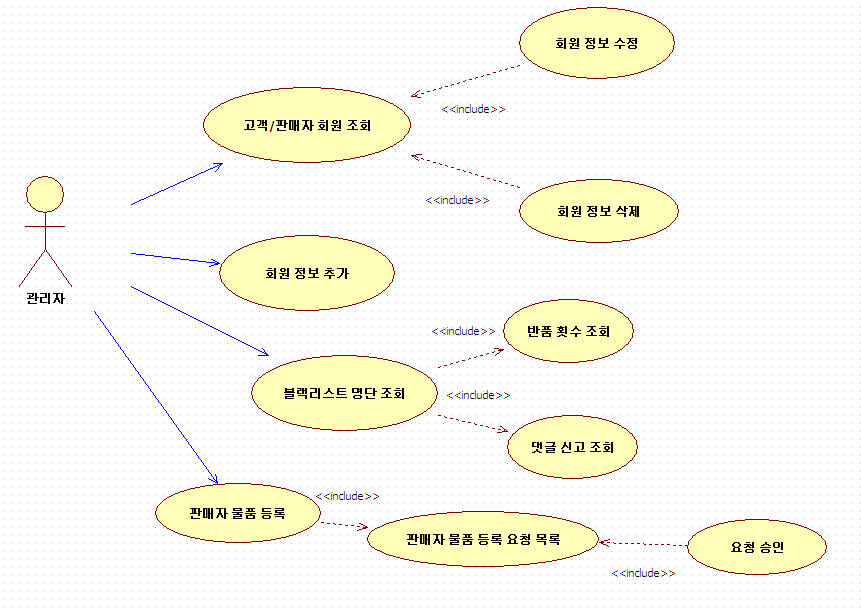 회원 정보 수정
<<include>>
고객/판매자 회원 조회
<<include>>
회원 정보 삭제
관리자
회원 정보 추가
<<include>>
반품 횟수 조회
블랙리스트 명단 조회
<<include>>
댓글 신고 조회
판매자 물품 등록
<<include>>
판매자 물품 등록 요청 목록
요청 승인
<<include>>